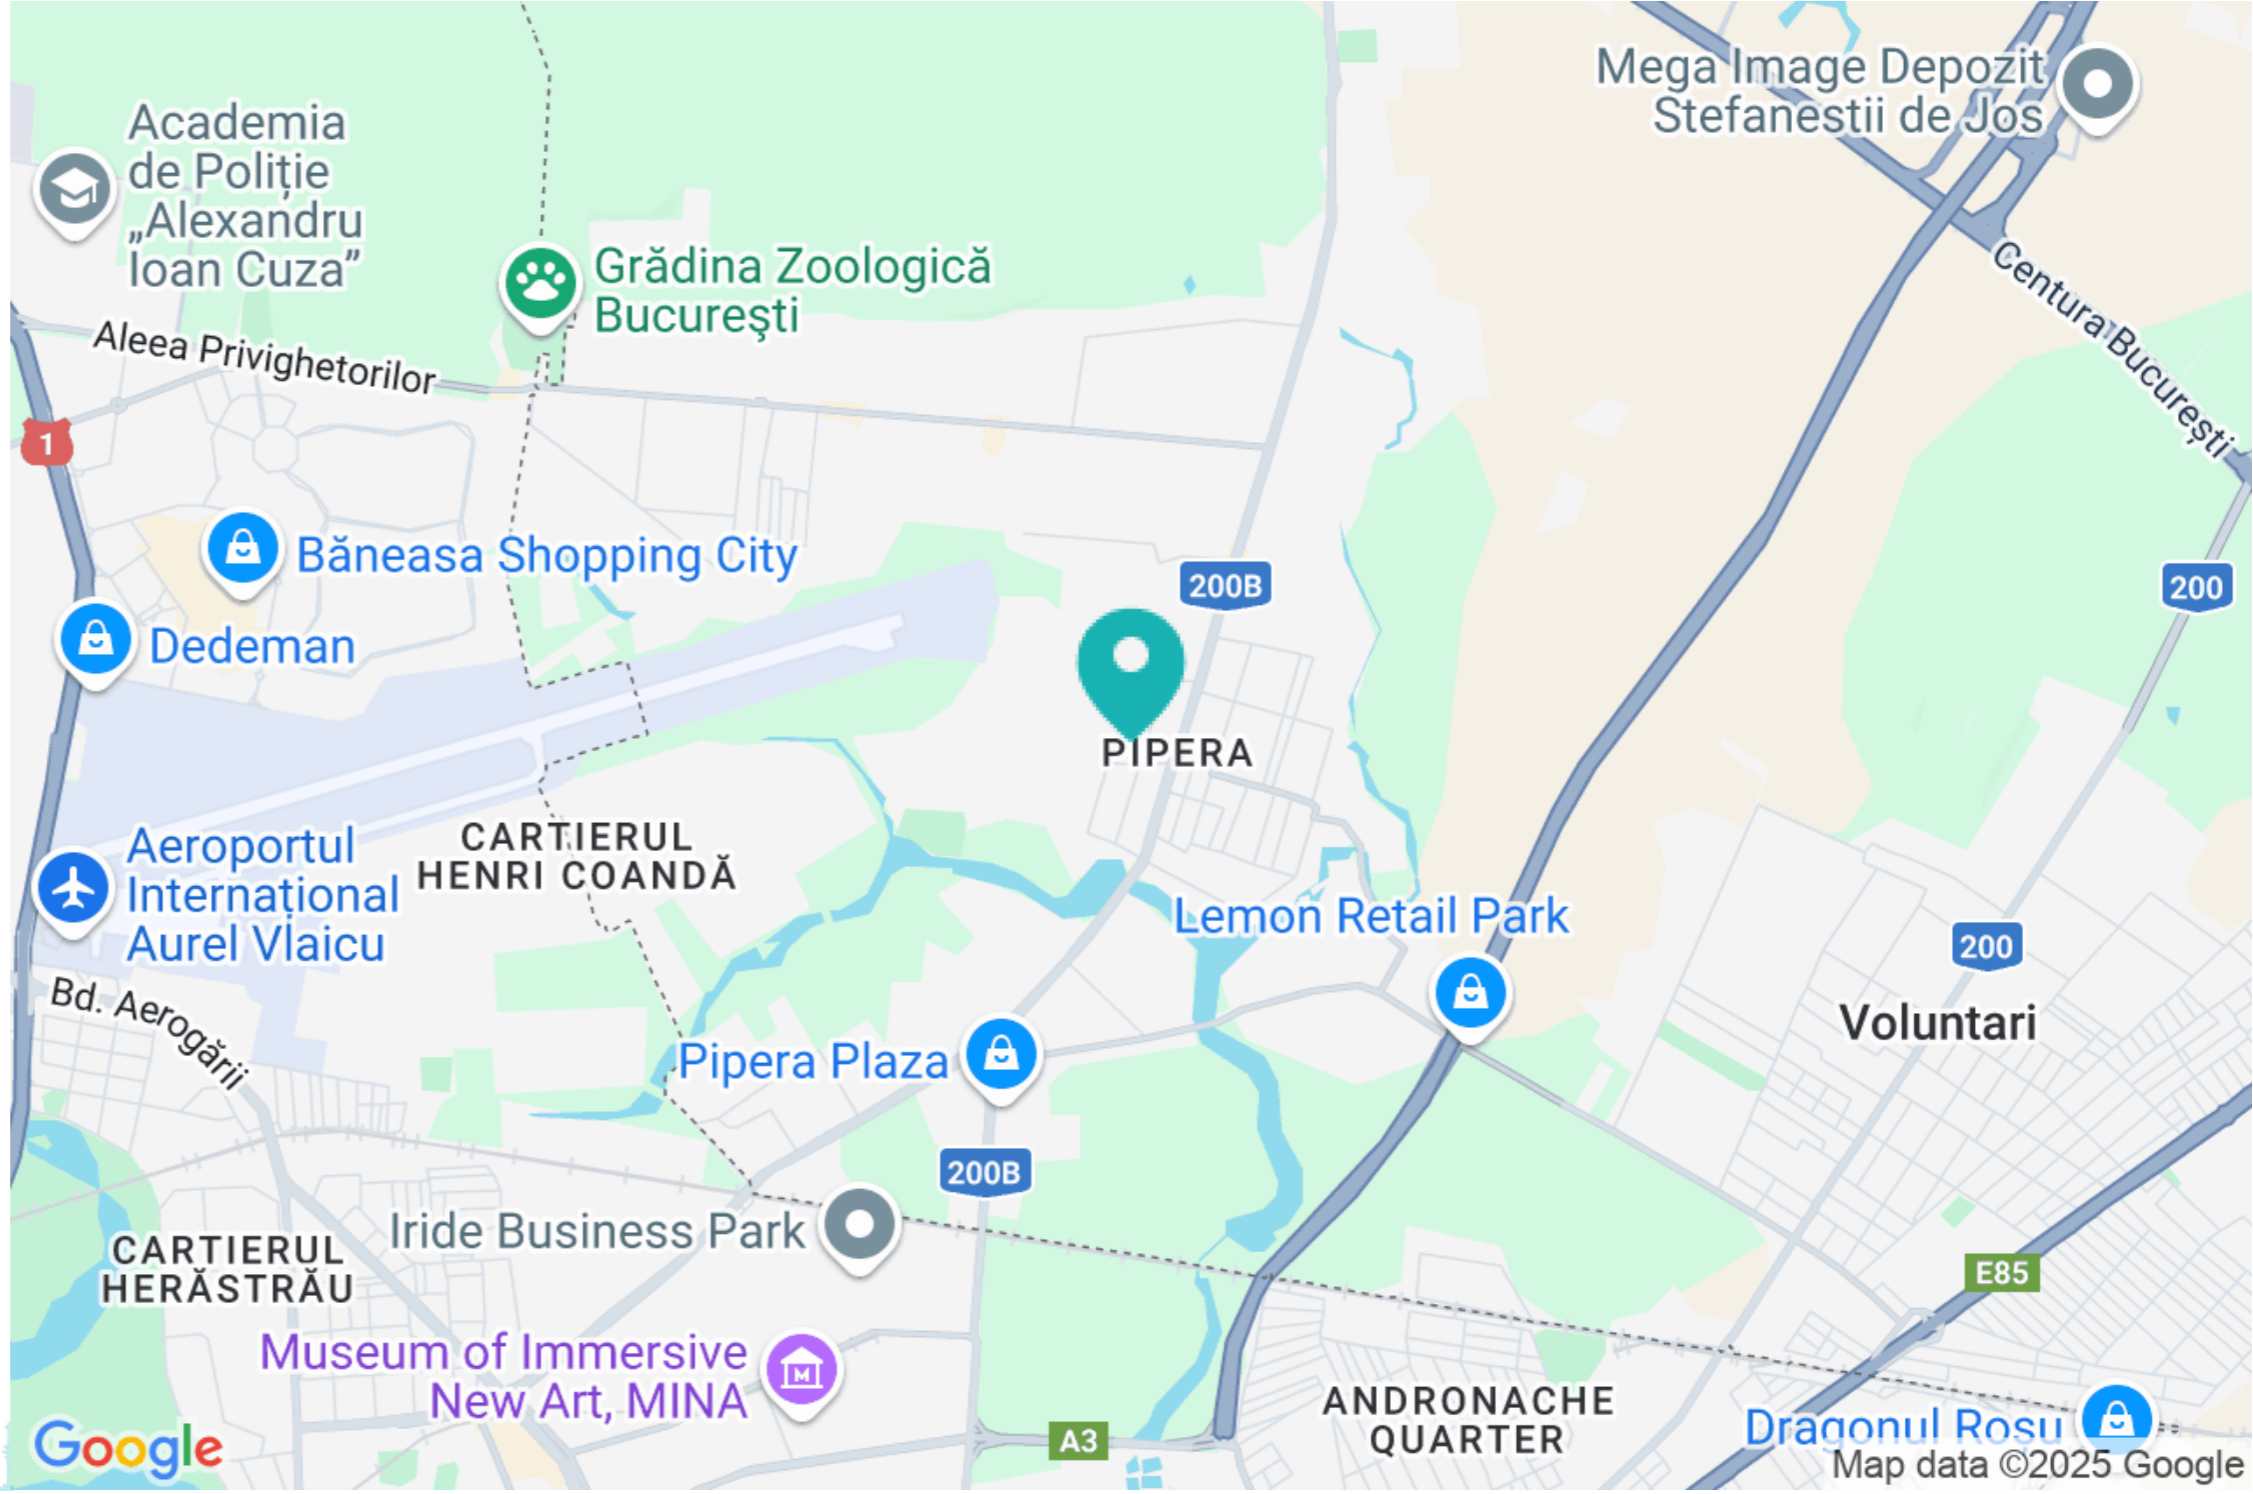 Mega Image Depozit
Stefanestii de Jos
Academia
de Poliție
„Alexandru
Ioan Cuza”
Grădina Zoologică
Bucureşti
Centura București
Aleea Privighetorilor
1
Băneasa Shopping City
200B
200
Dedeman
PIPERA
CARTIERUL
HENRI COANDĂ
Aeroportul
Internațional
Aurel Vlaicu
Lemon Retail Park
200
Bd. Aerogării
Voluntari
Pipera Plaza
200B
Iride Business Park
CARTIERUL
HERĂSTRĂU
E85
Museum of Immersive
New Art, MINA
M
ANDRONACHE
QUARTER
Dragonul Roșu
A3
Google
Map data ©2025 Google